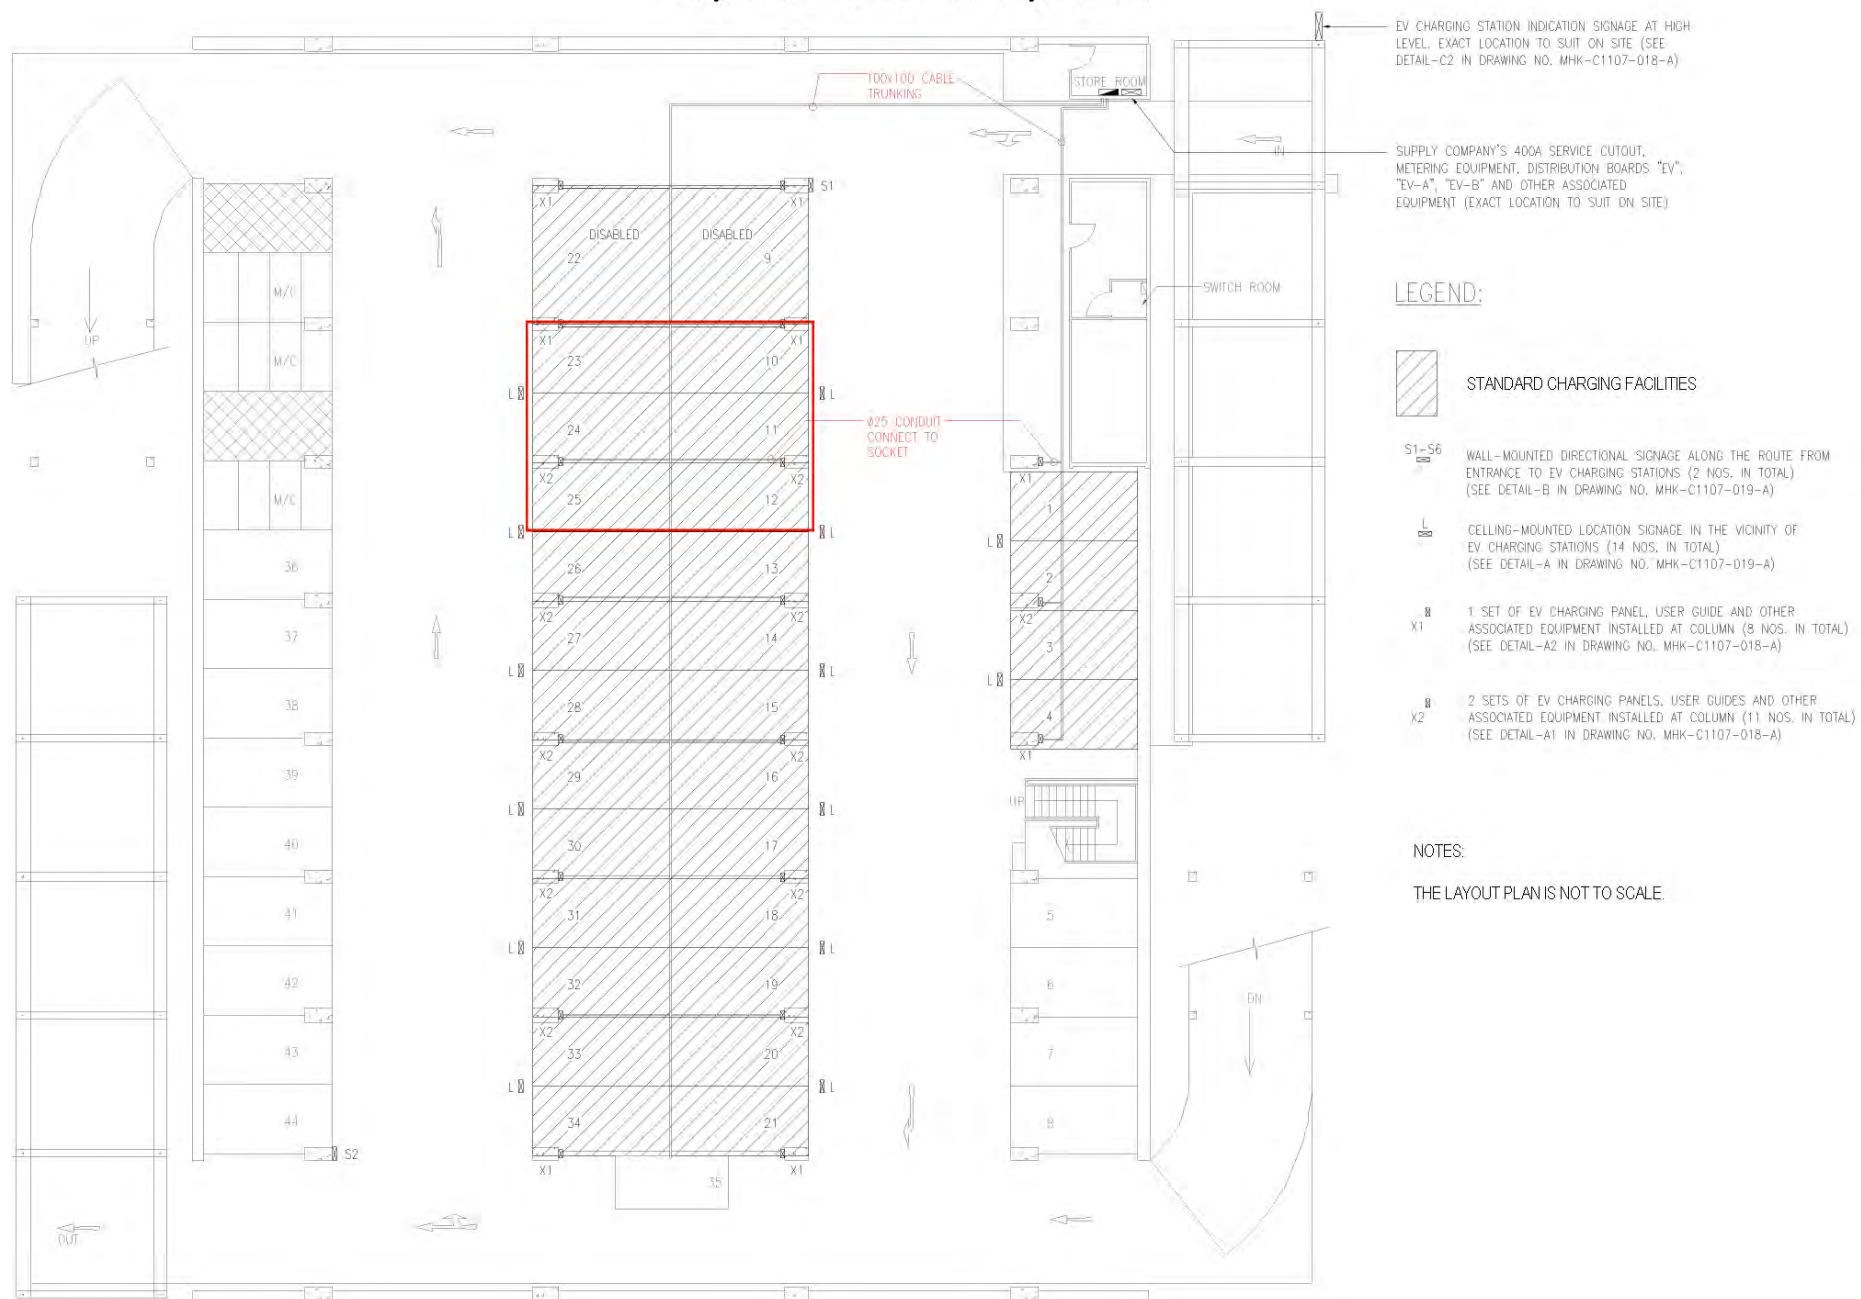 EV CHARGING STATION INDICATION SIGNAGE AT HIGH
LEVEL, EXACT LOCATION TO SUIT ON SITE (SEE
DETAIL-C2 IN DRAWING NO. MHK-C1107-018-A)
100x100 CABLE
TRUNKING
STORE ROOM
IN
SUPPLY COMPANY'S 400A SERVICE CUTOUT,
METERING EQUIPMENT, DISTRIBUTION BOARDS "EV",
"EV-A", "EV-B" AND OTHER ASSOCIATED
EQUIPMENT (EXACT LOCATION TO SUIT ON SITE)
X1
X1
S1
DISABLED
DISABLED
22
9
M/C
SWITCH ROOM
LEGEND:
UP
M/C
X1
X1
23
10
STANDARD CHARGING FACILITIES
L
L
24
11
Ø25 CONDUIT
CONNECT TO
SOCKET
S1-S6
WALL-MOUNTED DIRECTIONAL SIGNAGE ALONG THE ROUTE FROM
ENTRANCE TO EV CHARGING STATIONS (2 NOS. IN TOTAL)
(SEE DETAIL-B IN DRAWING NO. MHK-C1107-019-A)
X2
X2
X1
M/C
25
12
1
L
L
L
L
CELLING-MOUNTED LOCATION SIGNAGE IN THE VICINITY OF
EV CHARGING STATIONS (14 NOS. IN TOTAL)
(SEE DETAIL-A IN DRAWING NO. MHK-C1107-019-A)
36
26
13
2
X2
X2
X2
X1
1 SET OF EV CHARGING PANEL, USER GUIDE AND OTHER
ASSOCIATED EQUIPMENT INSTALLED AT COLUMN (8 NOS. IN TOTAL)
(SEE DETAIL-A2 IN DRAWING NO. MHK-C1107-018-A)
37
27
14
3
L
L
L
38
28
15
4
X2
2 SETS OF EV CHARGING PANELS, USER GUIDES AND OTHER
ASSOCIATED EQUIPMENT INSTALLED AT COLUMN (11 NOS. IN TOTAL)
(SEE DETAIL-A1 IN DRAWING NO. MHK-C1107-018-A)
X2
X2
X1
39
29
16
L
L
UP
40
30
17
NOTES:
X2
X2
THE LAYOUT PLAN IS NOT TO SCALE.
41
31
18
5
L
L
42
32
19
6
DN
X2
X2
43
33
20
7
L
L
44
34
21
8
S2
X1
X1
35
OUT